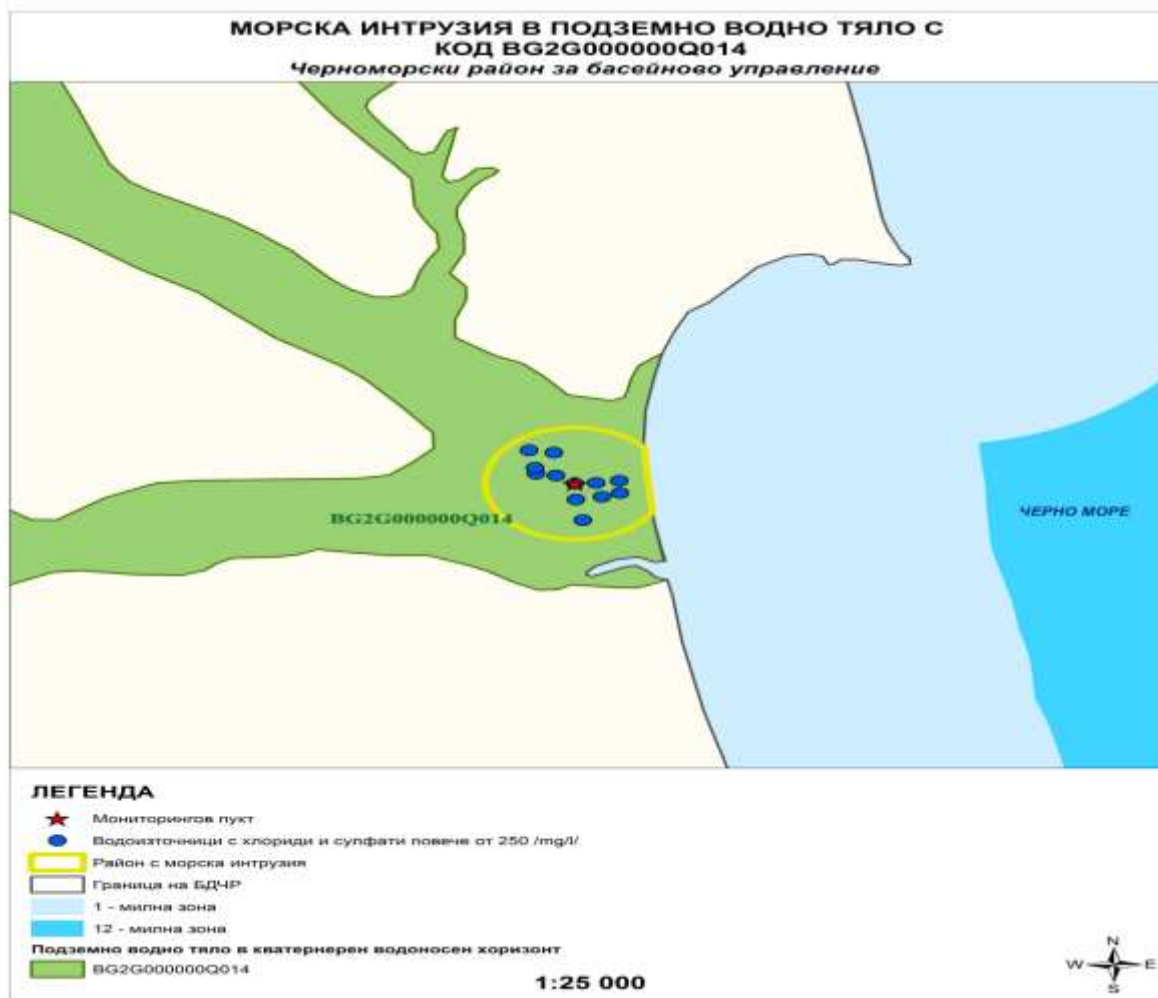 МОРСКА ИНТРУЗИЯ В ПОДЗЕМНО ВОДНО ТЯЛО С
КОД BG2G000000Q014
Черноморски район за басейново управление
BG2G000000Q014
ЧЕРНО МОРЕ
ЛЕГЕНДА
Мониторингов пукт
Водоизточници с хлориди и сулфати повече от 250 /mg/l/
Район с морска интрузия
Граница на БДЧР
1 - милна зона
12 - милна зона
Подземно водно тяло в кватернерен водоносен хоризонт
BG2G000000Q014
1:25 000
N
W E
S